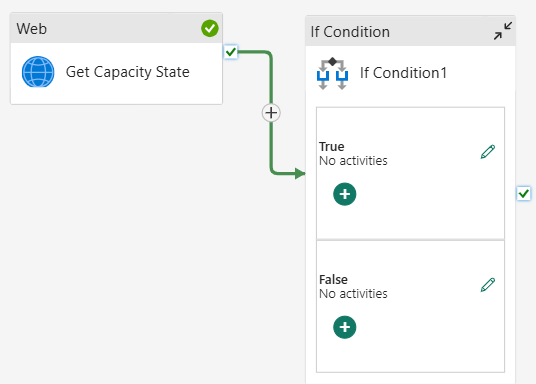 Web
Get Capacity State
If Condition
If Condition1
True
No activities
False
No activities